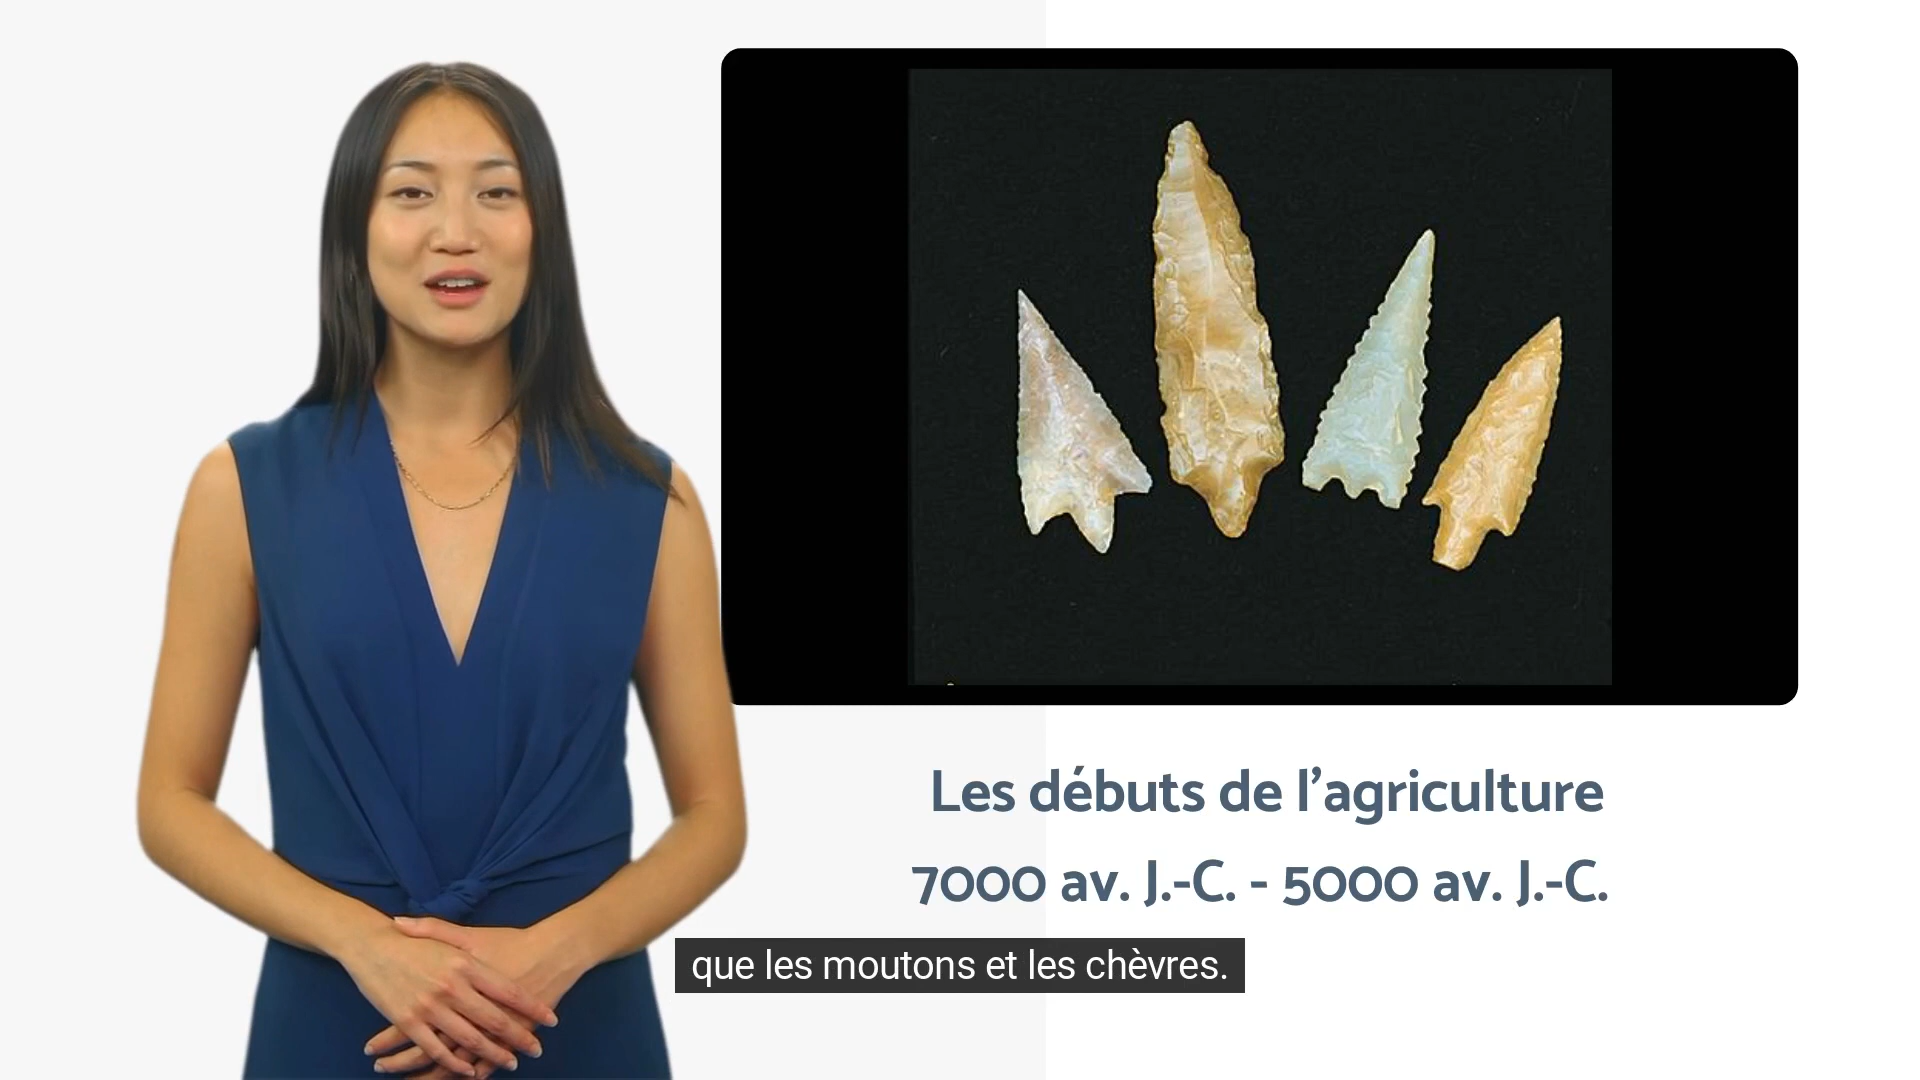 Les débuts de l’agriculture
7000 av. J.-C. - 5000 av. J.-C.
que les moutons et les chèvres.